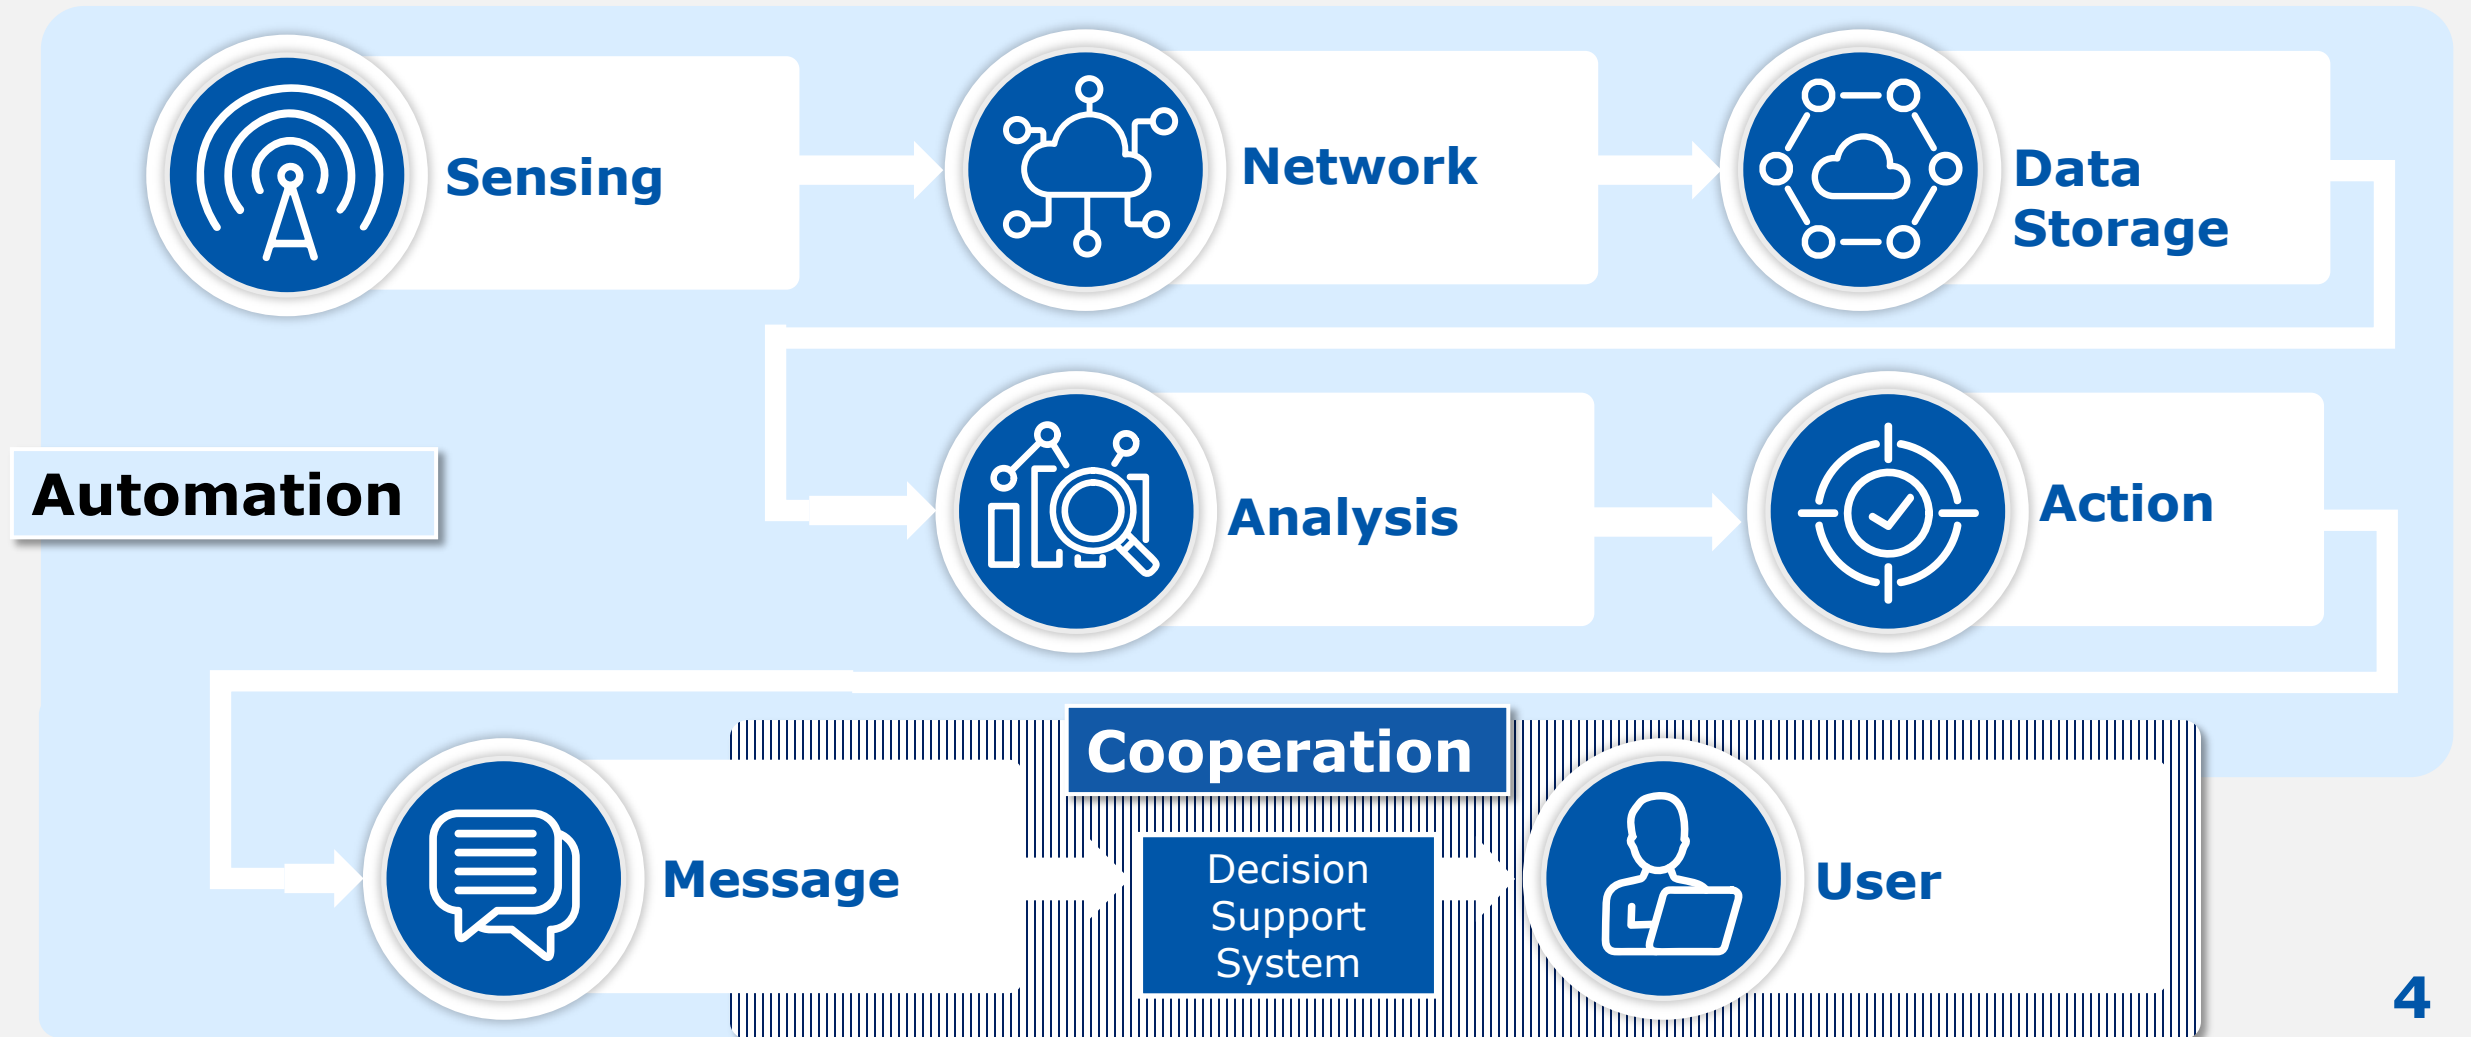 Sensing
Network
Data
Storage
Automation
Analysis
Action
Cooperation
Message
Decision
Support
System
User
4